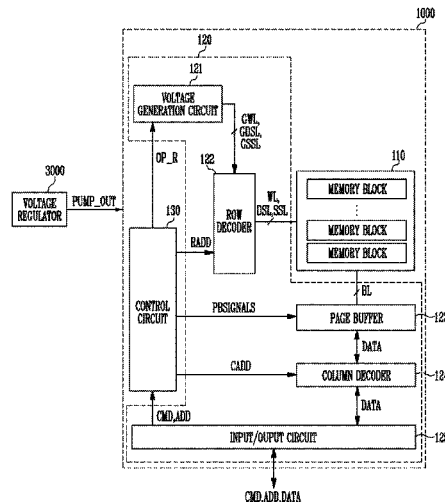 1000
120
121
VOLTAGE
GENERATION CIRCUIT
GWL,
GDSL,
GSSL
OP_R
122
110
3000
VOLTAGE
REGULATOR
PUMP_OUT
130
ROW
DECODER
WL,
DSL,SSL
MEMORY BLOCK
MEMORY BLOCK
MEMORY BLOCK
RADD
CONTROL
CIRCUIT
BL
PBSIGNALS
PAGE BUFFER
DATA
CADD
COLUMN DECODER
CMD,ADD
DATA
INPUT/OUPUT CIRCUIT
CMD,ADD,DATA